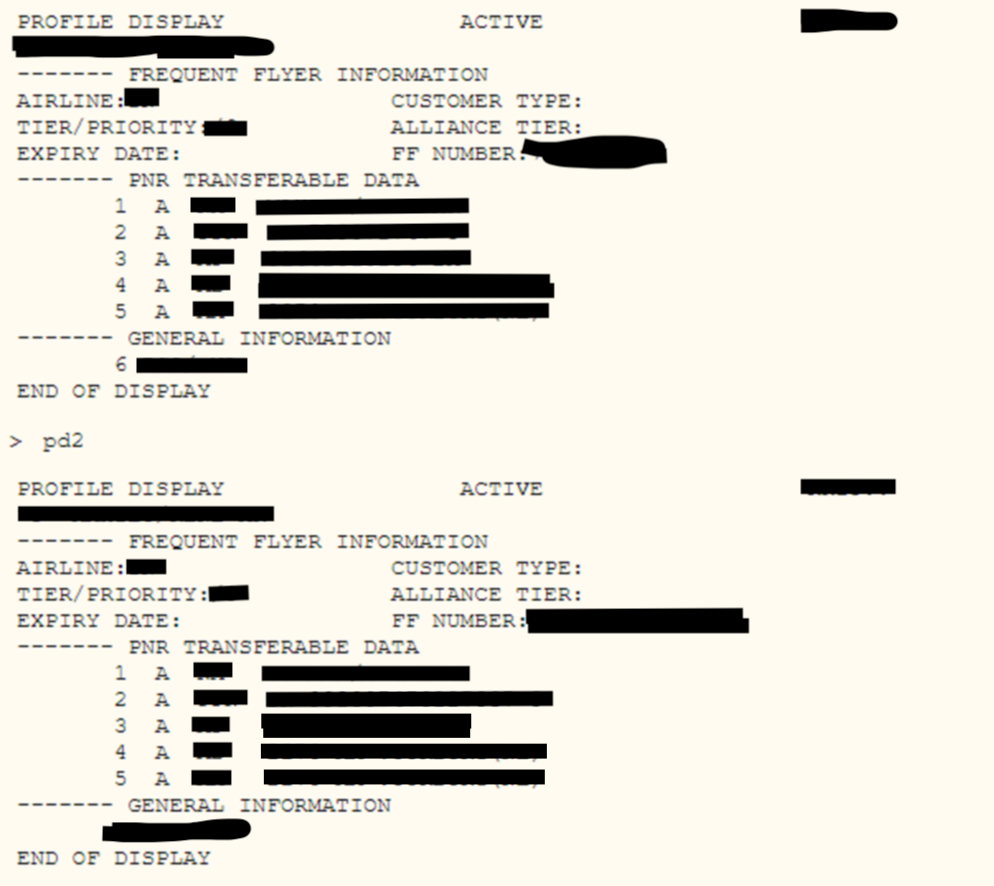 PROFILE DISPLAY ACTIVE
------- FREQUENT FLYER INFORMATION
AIRLINE: CUSTOMER TYPE:
TIER/PRIORITY: ALLIANCE TIER:
EXPIRY DATE: FF NUMBER:
------- PNR TRANSFERABLE DATA
1 A
2 A
3 A
4 A
5 A
------- GENERAL INFORMATION
6
END OF DISPLAY
> pd2
PROFILE DISPLAY ACTIVE
------- FREQUENT FLYER INFORMATION
AIRLINE: CUSTOMER TYPE:
TIER/PRIORITY: ALLIANCE TIER:
EXPIRY DATE: FF NUMBER:
------- PNR TRANSFERABLE DATA
1 A
2 A
3 A
4 A
5 A
------- GENERAL INFORMATION
END OF DISPLAY